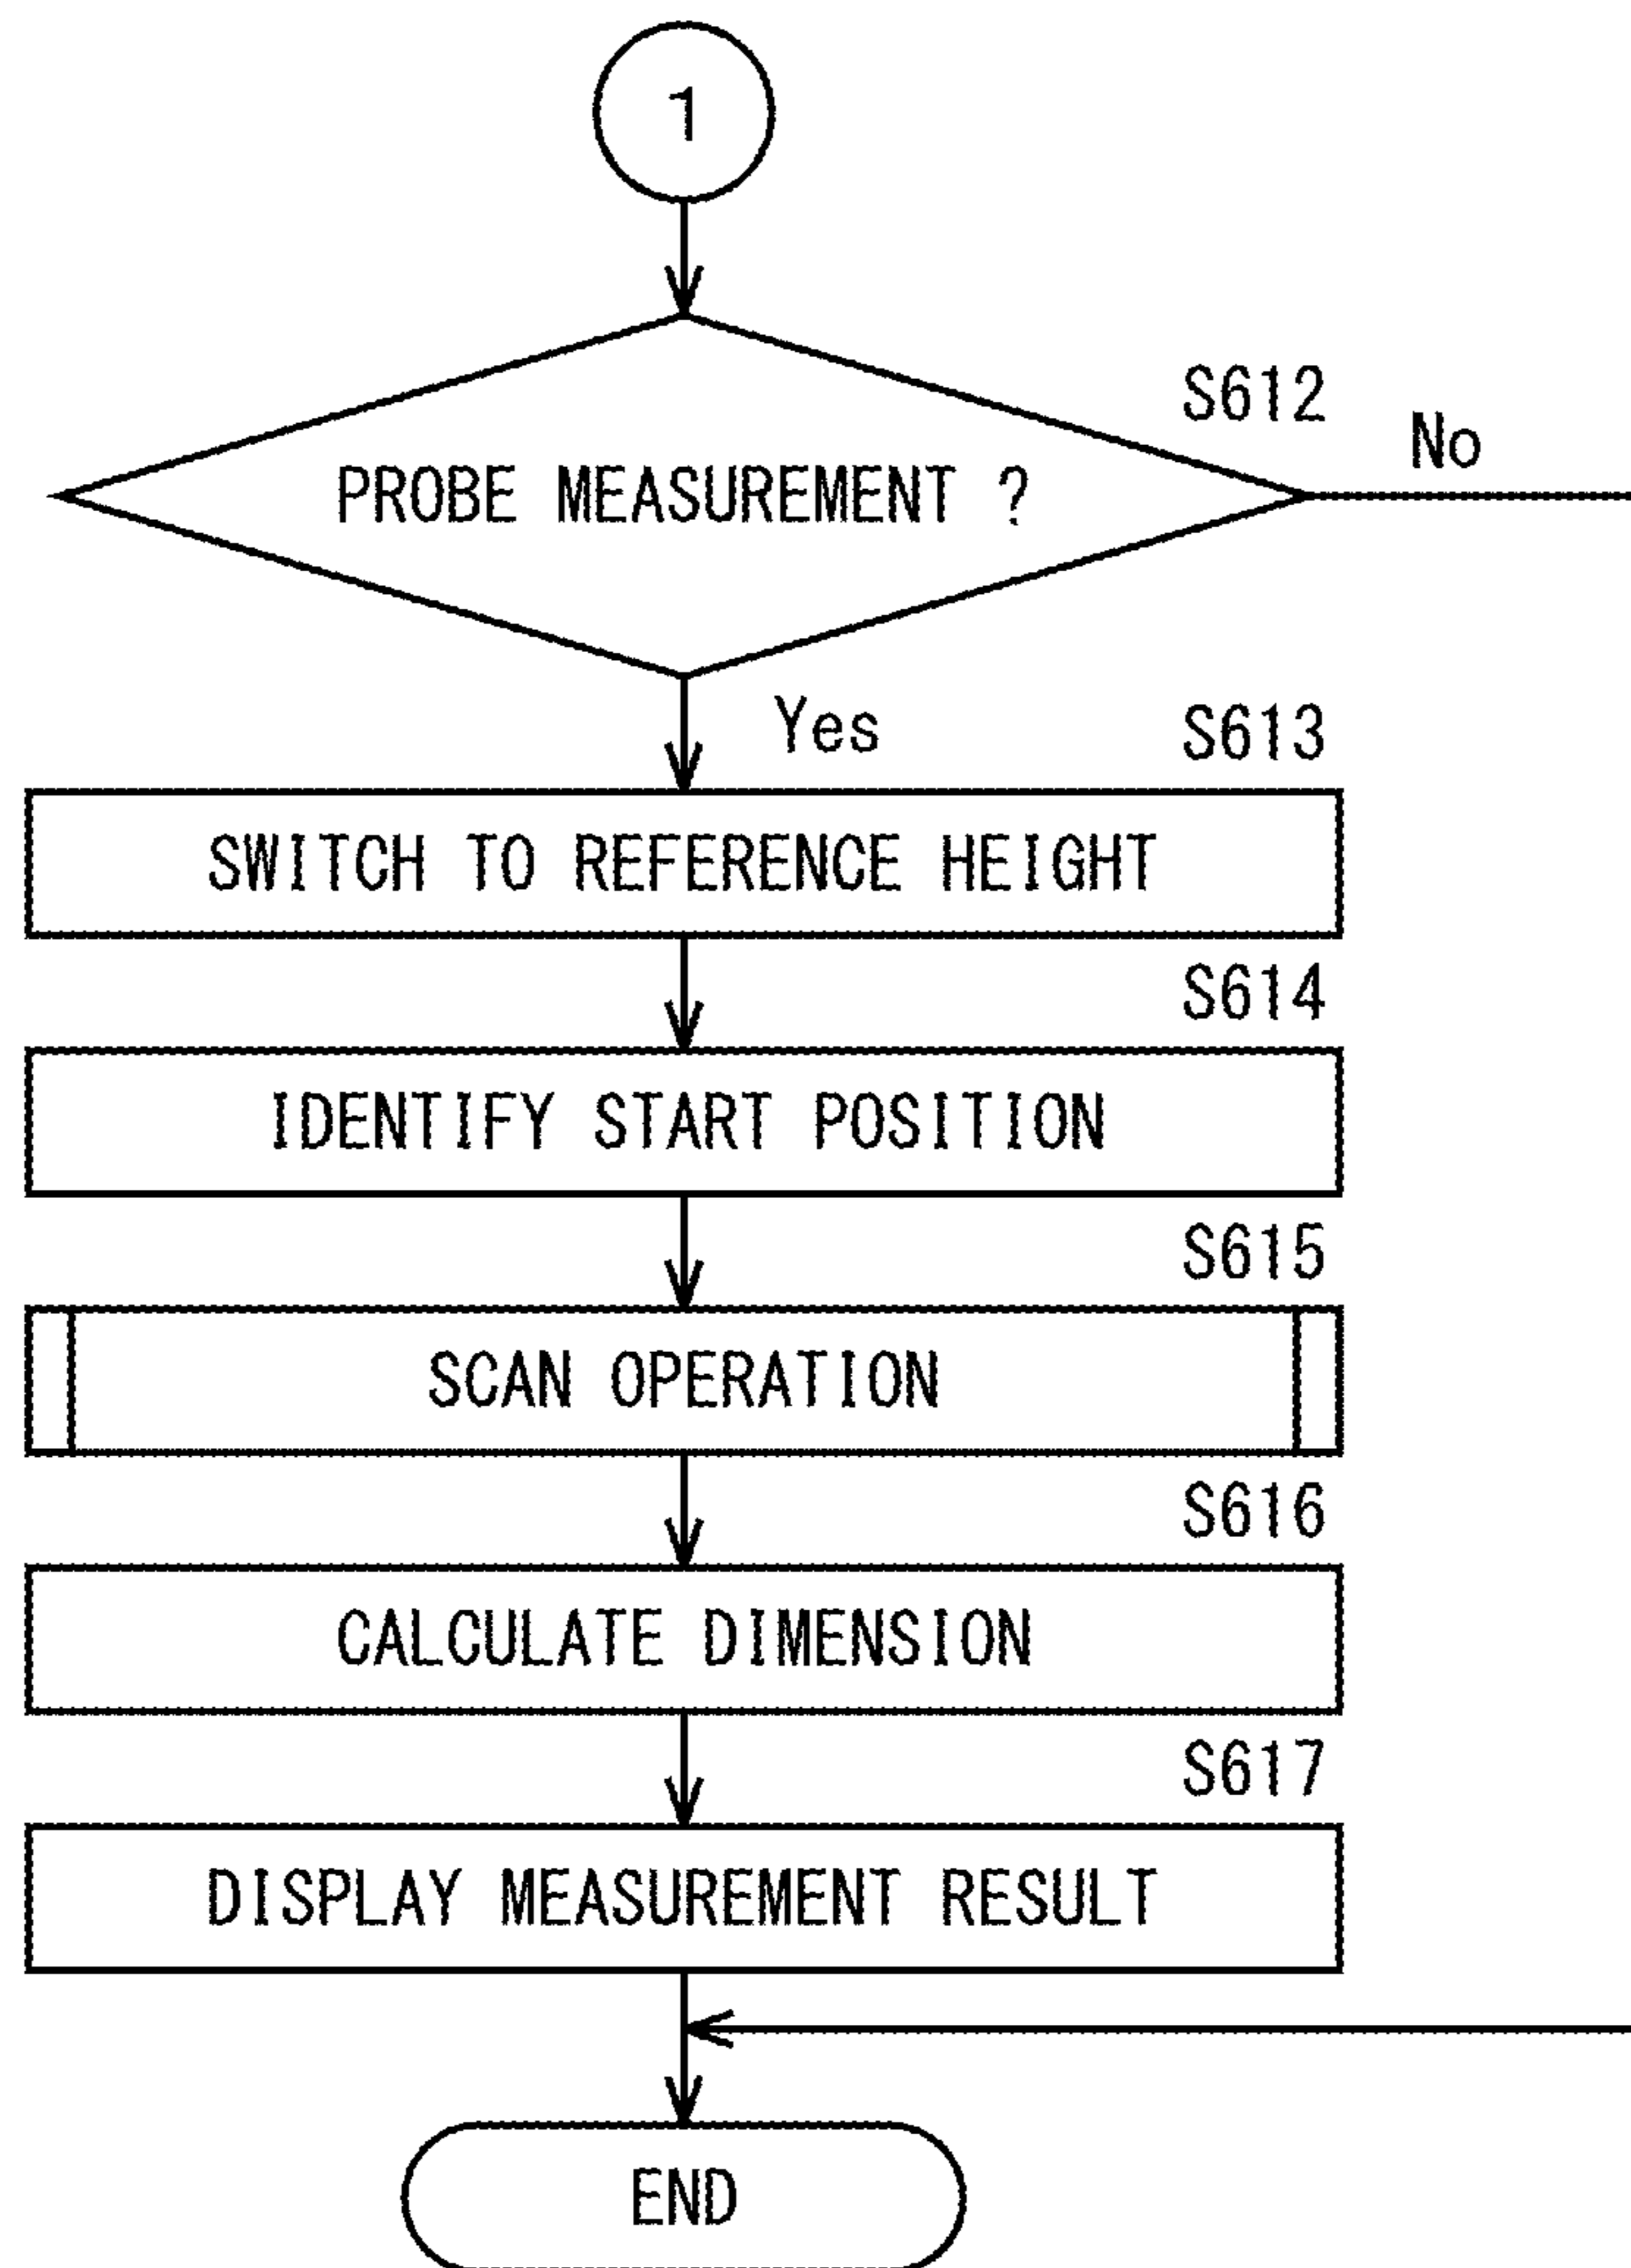 1
S612
No
PROBE MEASUREMENT ?
Yes
S613
SWITCH TO REFERENCE HEIGHT
S614
IDENTIFY START POSITION
S615
SCAN OPERATION
S616
CALCULATE DIMENSION
S617
DISPLAY MEASUREMENT RESULT
END